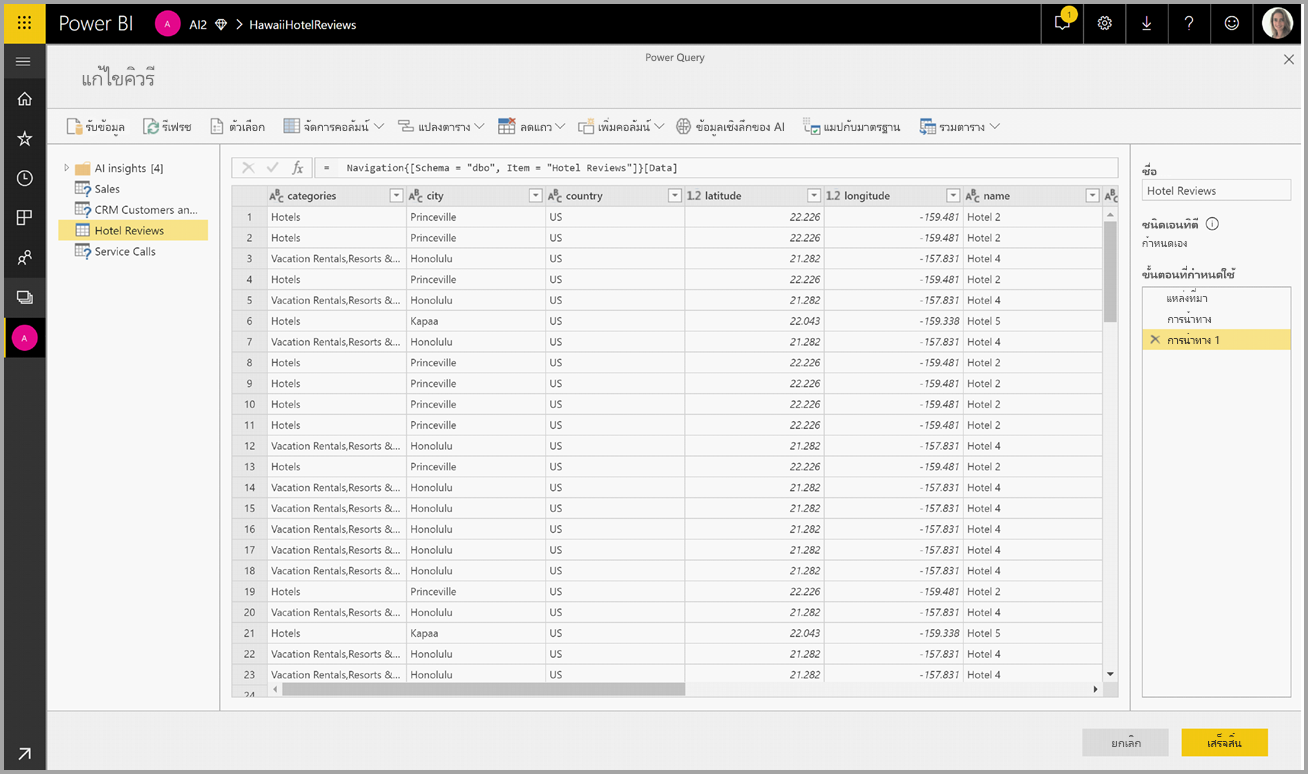 Power BI A AI2 > HawaiiHotelReviews 1
Power Query
แก้ไขคิวรี
รับข้อมูล รีเฟรช ตัวเลือก จัดการคอลัมน์ แปลงตาราง ลดแถว เพิ่มคอลัมน์ ข้อมูลเชิงลึกของ AI แมปกับมาตรฐาน รวมตาราง
AI insights [4]
Sales
CRM Customers an...
Hotel Reviews
Service Calls
A
fx = Navigation{[Schema = "dbo", Item = "Hotel Reviews"]}[Data]
ABC categories ABC city ABC country 1.2 latitude 1.2 longitude ABC name ABC
1 Hotels Princeville US 22.226 -159.481 Hotel 2
2 Hotels Princeville US 22.226 -159.481 Hotel 2
3 Vacation Rentals,Resorts &... Honolulu US 21.282 -157.831 Hotel 4
4 Hotels Princeville US 22.226 -159.481 Hotel 2
5 Vacation Rentals,Resorts &... Honolulu US 21.282 -157.831 Hotel 4
6 Hotels Kapaa US 22.043 -159.338 Hotel 5
7 Vacation Rentals,Resorts &... Honolulu US 21.282 -157.831 Hotel 4
8 Hotels Princeville US 22.226 -159.481 Hotel 2
9 Hotels Princeville US 22.226 -159.481 Hotel 2
10 Hotels Princeville US 22.226 -159.481 Hotel 2
11 Hotels Princeville US 22.226 -159.481 Hotel 2
12 Vacation Rentals,Resorts &... Honolulu US 21.282 -157.831 Hotel 4
13 Hotels Princeville US 22.226 -159.481 Hotel 2
14 Vacation Rentals,Resorts &... Honolulu US 21.282 -157.831 Hotel 4
15 Vacation Rentals,Resorts &... Honolulu US 21.282 -157.831 Hotel 4
16 Vacation Rentals,Resorts &... Honolulu US 21.282 -157.831 Hotel 4
17 Vacation Rentals,Resorts &... Honolulu US 21.282 -157.831 Hotel 4
18 Vacation Rentals,Resorts &... Honolulu US 21.282 -157.831 Hotel 4
19 Hotels Princeville US 22.226 -159.481 Hotel 2
20 Vacation Rentals,Resorts &... Honolulu US 21.282 -157.831 Hotel 4
21 Hotels Kapaa US 22.043 -159.338 Hotel 5
22 Vacation Rentals,Resorts &... Honolulu US 21.282 -157.831 Hotel 4
23 Vacation Rentals,Resorts &... Honolulu US 21.282 -157.831 Hotel 4
24
ชื่อ
Hotel Reviews
ชนิดเอนทิตี
กำหนดเอง
ขั้นตอนที่กำหนดใช้
แหล่งที่มา
การนำทาง
การนำทาง 1
ยกเลิก เสร็จสิ้น